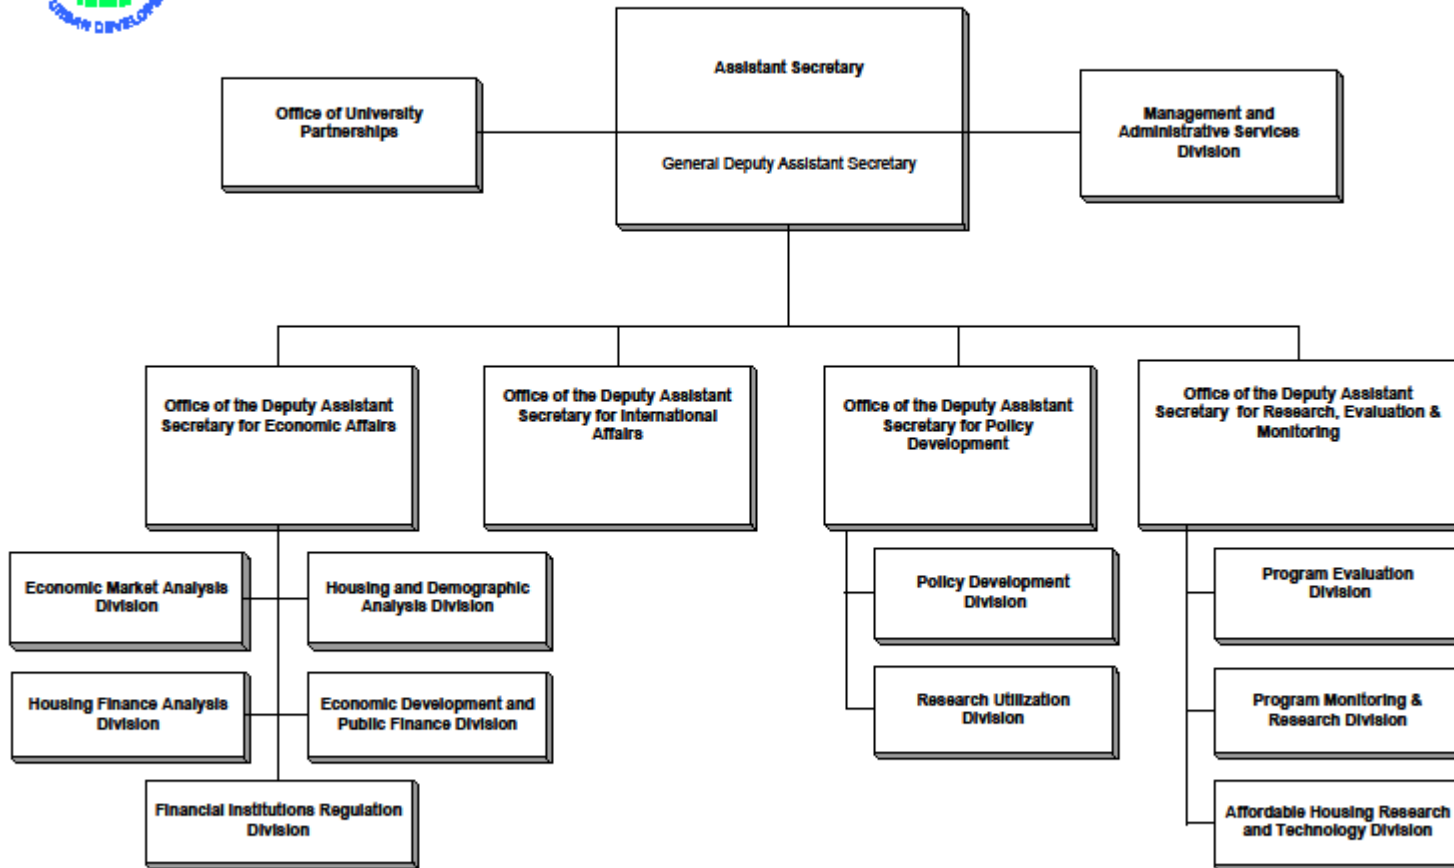 URBAN DEVELOP
Assistant Secretary
General Deputy Assistant Secretary
Office of University
Partnerships
Management and
Administrative Services
Division
Office of the Deputy Assistant
Secretary for Economic Affairs
Office of the Deputy Assistant
Secretary for International
Affairs
Office of the Deputy Assistant
Secretary for Policy
Development
Office of the Deputy Assistant
Secretary for Research, Evaluation &
Monitoring
Economic Market Analysis
Division
Housing and Demographic
Analysis Division
Housing Finance Analysis
Division
Economic Development and
Public Finance Division
Financial Institutions Regulation
Division
Policy Development
Division
Research Utilization
Division
Program Evaluation
Division
Program Monitoring &
Research Division
Affordable Housing Research
and Technology Division